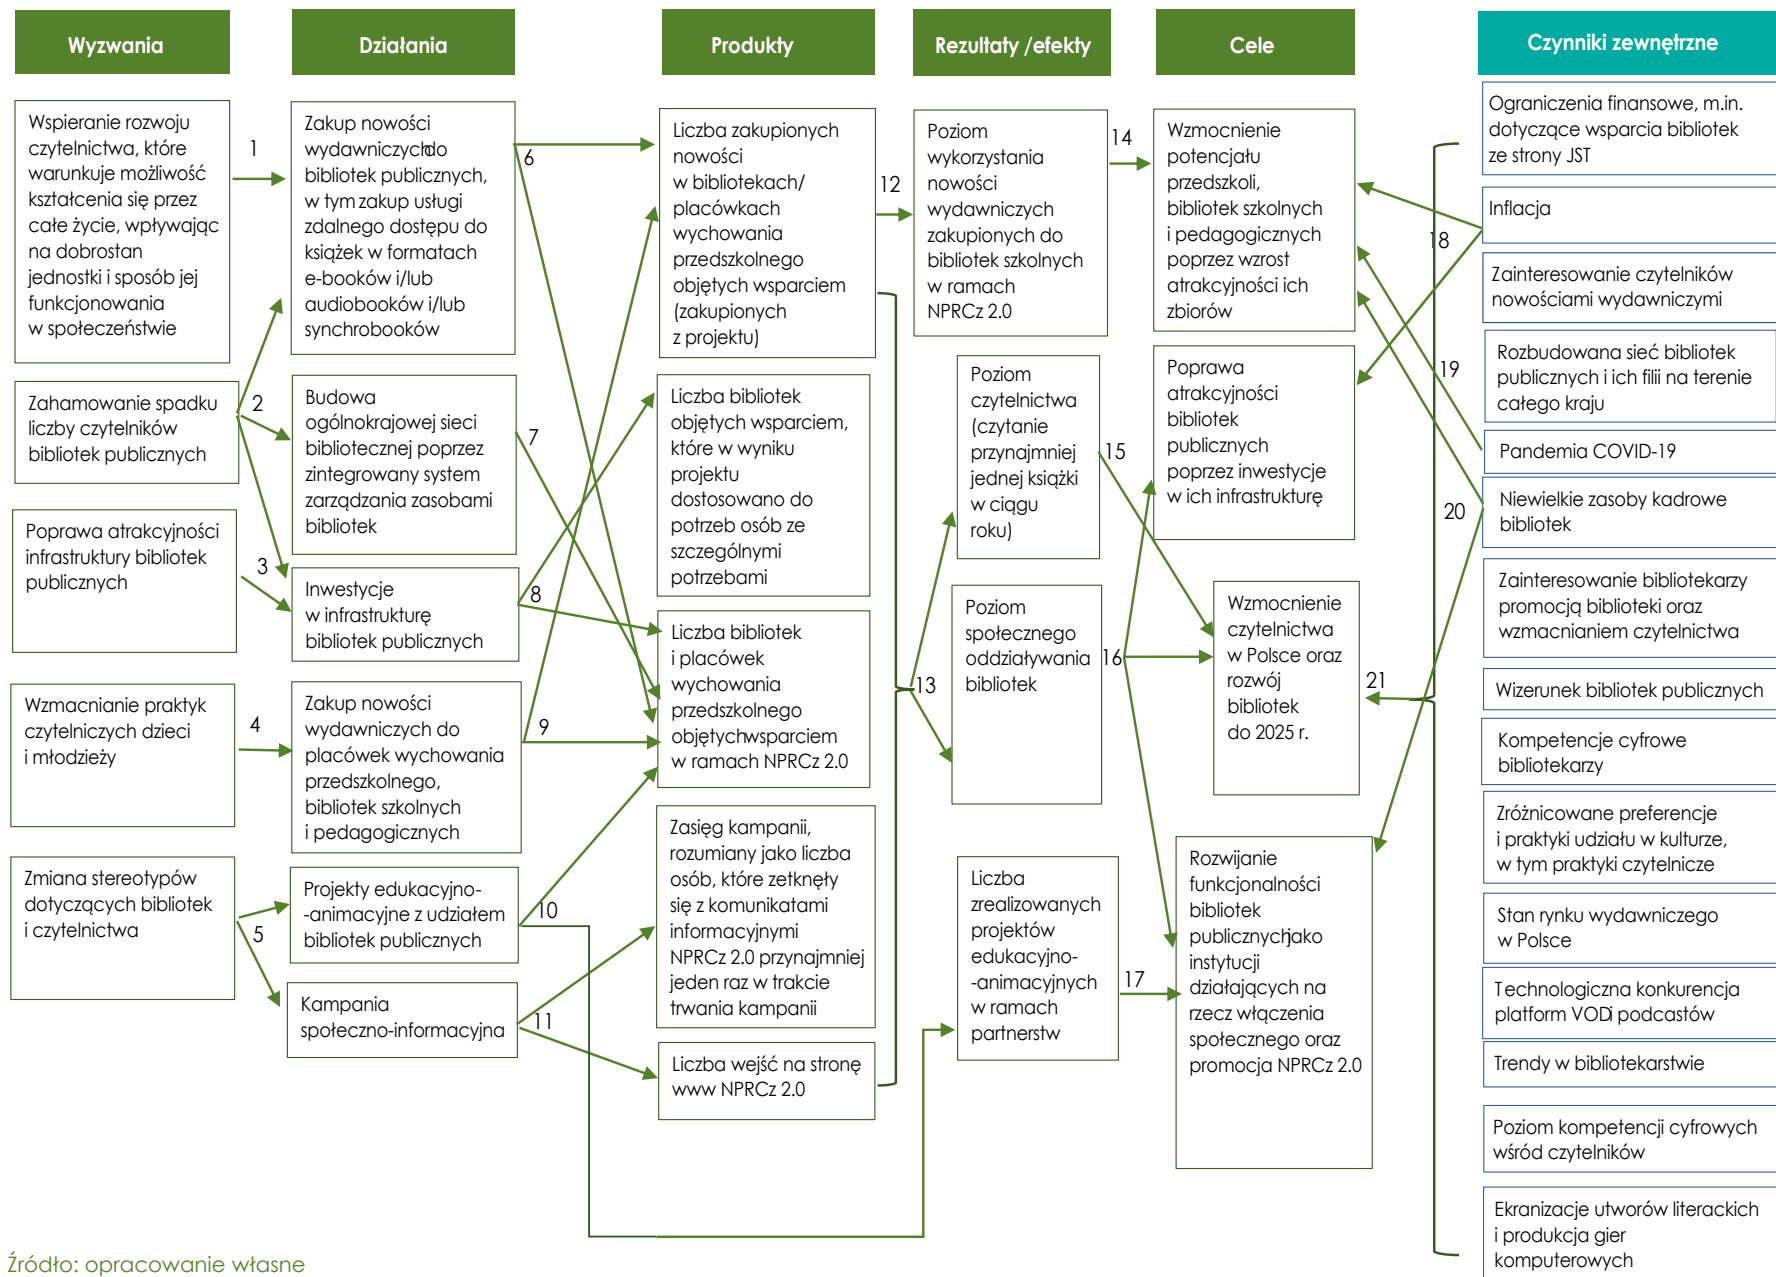 Wyzwania
Działania
Produkty
Rezultaty /efekty
Cele
Czynniki zewnętrzne
Wspieranie rozwoju
czytelnictwa, które
warunkuje możliwość
kształcenia się przez
całe życie, wpływając
na dobrostan
jednostki i sposób jej
funkcjonowania
w społeczeństwie
Zahamowanie spadku
liczby czytelników
bibliotek publicznych
Poprawa atrakcyjności
infrastruktury bibliotek
publicznych
Wzmacnianie praktyk
czytelniczych dzieci
i młodzieży
Zmiana stereotypów
dotyczących bibliotek
i czytelnictwa
1
2
3
4
5
Zakup nowości
wydawniczych do
bibliotek publicznych,
w tym zakup usługi
zdalnego dostępu do
książek w formatach
e-booków i/lub
audiobooków i/lub
synchrobooków
Budowa
ogólnokrajowej sieci
bibliotecznej poprzez
zintegrowany system
zarządzania zasobami
bibliotek
Inwestycje
w infrastrukturę
bibliotek publicznych
Zakup nowości
wydawniczych do
placówek wychowania
przedszkolnego,
bibliotek szkolnych
i pedagogicznych
Projekty edukacyjno-
-animacyjne z udziałem
bibliotek publicznych
Kampania
społeczno-informacyjna
6
7
8
9
10
11
Liczba zakupionych
nowości
w bibliotekach/
placówkach
wychowania
przedszkolnego
objętych wsparciem
(zakupionych
z projektu)
Liczba bibliotek
objętych wsparciem,
które w wyniku
projektu
dostosowano do
potrzeb osób ze
szczególnymi
potrzebami
Liczba bibliotek
i placówek
wychowania
przedszkolnego
objętych wsparciem
w ramach NPRCz 2.0
Zasięg kampanii,
rozumiany jako liczba
osób, które zetknęły
się z komunikatami
informacyjnymi
NPRCz 2.0 przynajmniej
jeden raz w trakcie
trwania kampanii
Liczba wejść na stronę
www NPRCz 2.0
12
13
Poziom
wykorzystania
nowości
wydawniczych
zakupionych do
bibliotek szkolnych
w ramach
NPRCz 2.0
Poziom
czytelnictwa
(czytanie
przynajmniej
jednej książki
w ciągu
roku)
Poziom
społecznego
oddziaływania
bibliotek
Liczba
zrealizowanych
projektów
edukacyjno-
-animacyjnych
w ramach
partnerstw
14
15
16
17
Wzmocnienie
potencjału
przedszkoli,
bibliotek szkolnych
i pedagogicznych
poprzez wzrost
atrakcyjności ich
zbiorów
Poprawa
atrakcyjności
bibliotek
publicznych
poprzez inwestycje
w ich infrastrukturę
Wzmocnienie
czytelnictwa
w Polsce oraz
rozwój
bibliotek
do 2025 r.
Rozwijanie
funkcjonalności
bibliotek
publicznych jako
instytucji
działających na
rzecz włączenia
społecznego oraz
promocja NPRCz 2.0
18
19
20
21
Ograniczenia finansowe, m.in.
dotyczące wsparcia bibliotek
ze strony JST
Inflacja
Zainteresowanie czytelników
nowościami wydawniczymi
Rozbudowana sieć bibliotek
publicznych i ich filii na terenie
całego kraju
Pandemia COVID-19
Niewielkie zasoby kadrowe
bibliotek
Zainteresowanie bibliotekarzy
promocją biblioteki oraz
wzmacnianiem czytelnictwa
Wizerunek bibliotek publicznych
Kompetencje cyfrowe
bibliotekarzy
Zróżnicowane preferencje
i praktyki udziału w kulturze,
w tym praktyki czytelnicze
Stan rynku wydawniczego
w Polsce
Technologiczna konkurencja
platform VOD i podcastów
Trendy w bibliotekarstwie
Poziom kompetencji cyfrowych
wśród czytelników
Ekranizacje utworów literackich
i produkcja gier
komputerowych
Źródło: opracowanie własne